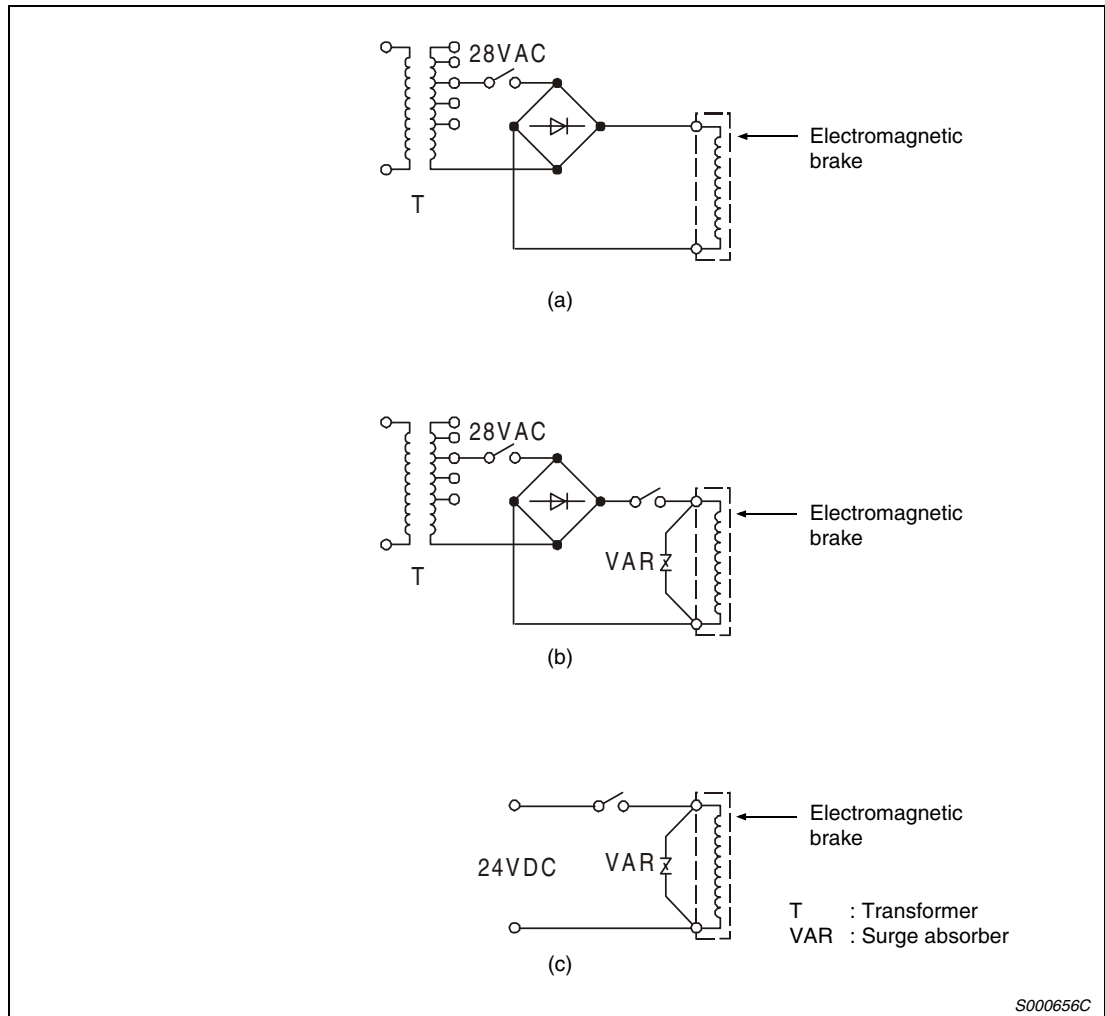 28VAC
Electromagnetic
brake
T
(a)
28VAC
Electromagnetic
brake
VAR
T
(b)
Electromagnetic
brake
24VDC
VAR
T : Transformer
VAR : Surge absorber
(c)
S000656C